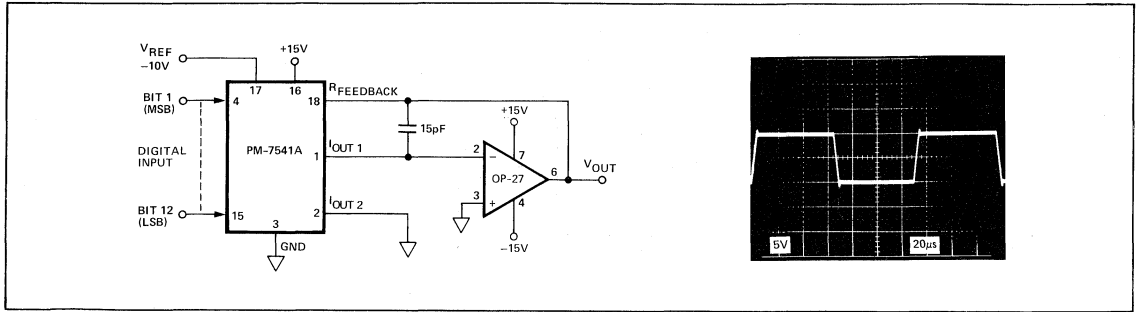 VREF
–10V
+15V
17
16
BIT 1
(MSB)
4
18
RFEEDBACK
15pF
+15V
DIGITAL
INPUT
PM-7541A
1
IOUT 1
2
–
7
OP-27
6
VOUT
3
+
4
BIT 12
(LSB)
15
2
IOUT 2
3
GND
–15V
5V
20µs